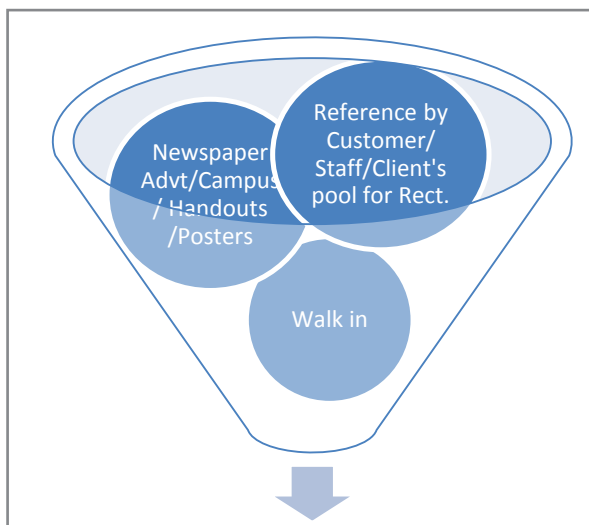 Newspaper
Advt/Campus
/ Handouts
/Posters
Reference by
Customer/
Staff/Client's
pool for Rect.
Walk in